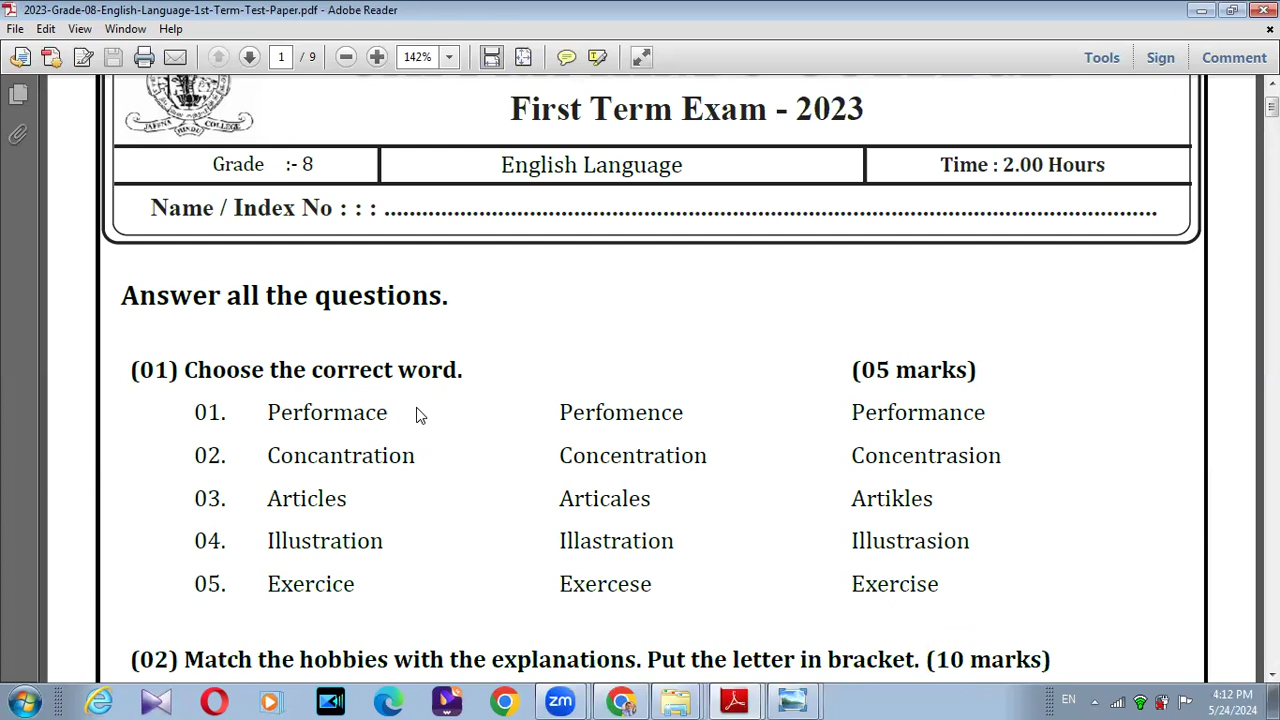 2023-Grade-08-English-Language-1st-Term-Test-Paper.pdf - Adobe Reader
File Edit View Window Help
1 / 9 142% Tools Sign Comment
JAFFNA HINDU COLLEGE
First Term Exam - 2023
Grade :- 8 English Language Time : 2.00 Hours
Name / Index No : : : ..........................................................................................................................
Answer all the questions.
(01) Choose the correct word. (05 marks)
01. Performace Perfomence Performance
02. Concantration Concentration Concentrasion
03. Articles Articales Artikles
04. Illustration Illastration Illustrasion
05. Exercice Exercese Exercise
(02) Match the hobbies with the explanations. Put the letter in bracket. (10 marks)
EN 4:12 PM
5/24/2024
zm